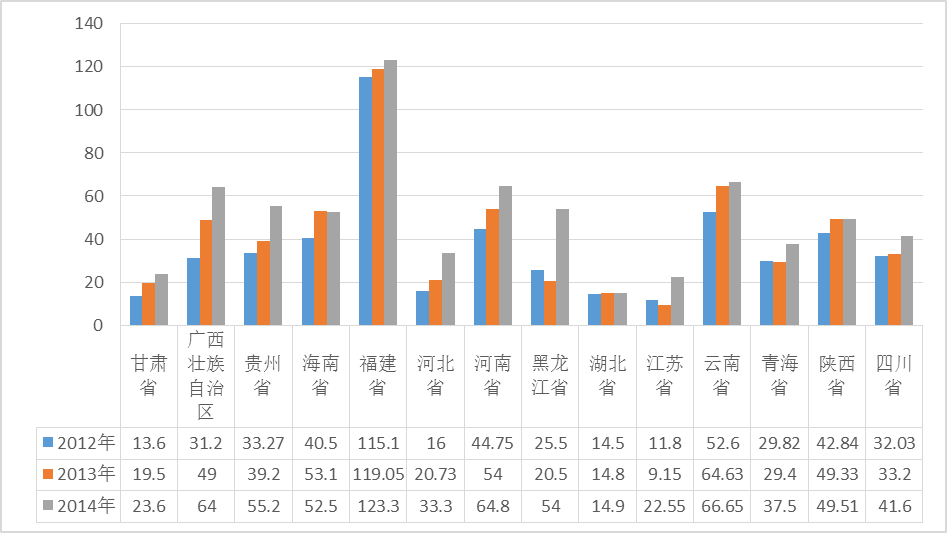 140
120
100
80
60
40
20
0
甘肃省 广西壮族自治区 贵州省 海南省 福建省 河北省 河南省 黑龙江省 湖北省 江苏省 云南省 青海省 陕西省 四川省
2012年 13.6 31.2 33.27 40.5 115.1 16 44.75 25.5 14.5 11.8 52.6 29.82 42.84 32.03
2013年 19.5 49 39.2 53.1 119.05 20.73 54 20.5 14.8 9.15 64.63 29.4 49.33 33.2
2014年 23.6 64 55.2 52.5 123.3 33.3 64.8 54 14.9 22.55 66.65 37.5 49.51 41.6